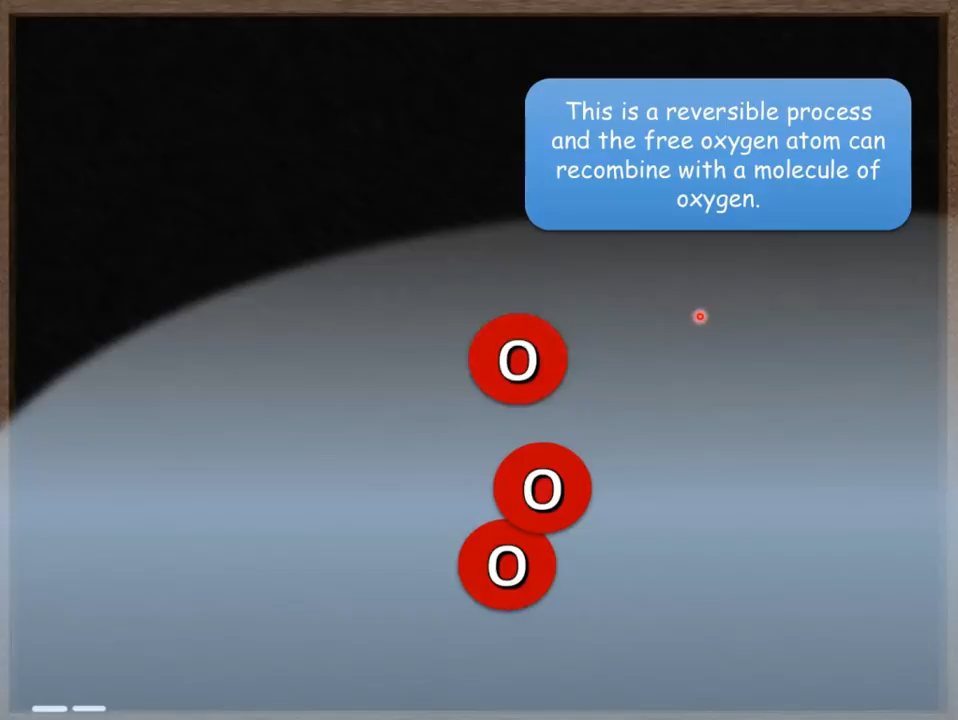 This is a reversible process
and the free oxygen atom can
recombine with a molecule of
oxygen.
O
O
O